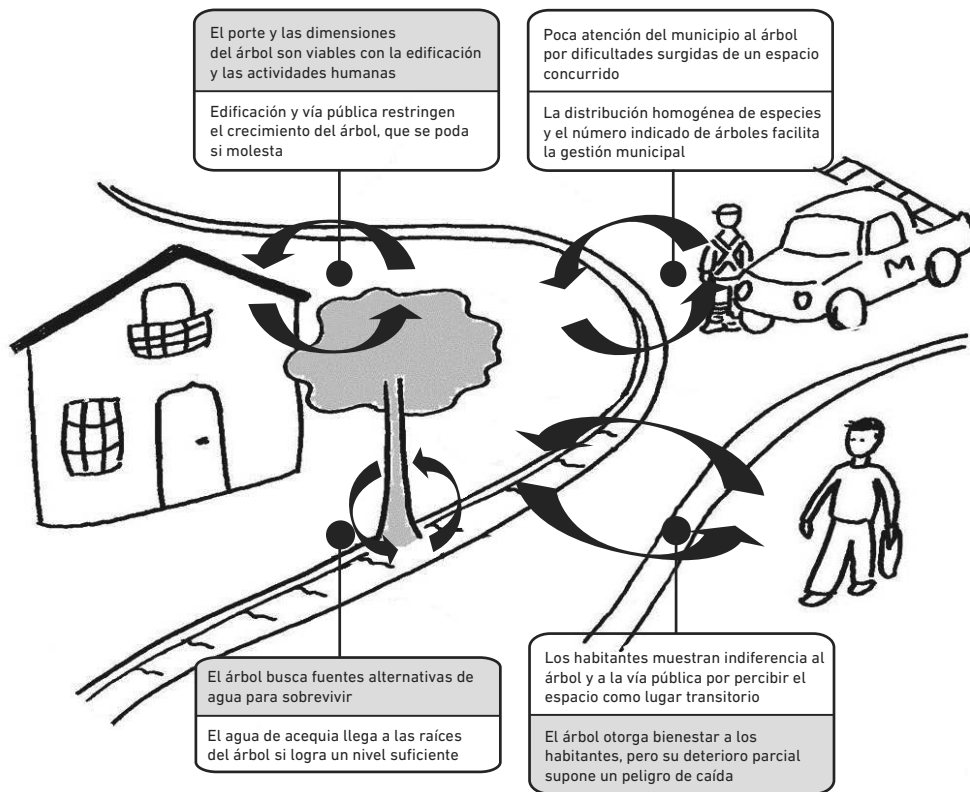 El porte y las dimensiones
del árbol son viables con la edificación
y las actividades humanas
Edificación y vía pública restringen
el crecimiento del árbol, que se poda
si molesta
Poca atención del municipio al árbol
por dificultades surgidas de un espacio
concurrido
La distribución homogénea de especies
y el número indicado de árboles facilita
la gestión municipal
M
El árbol busca fuentes alternativas de
agua para sobrevivir
El agua de acequia llega a las raíces
del árbol si logra un nivel suficiente
Los habitantes muestran indiferencia al
árbol y a la vía pública por percibir el
espacio como lugar transitorio
El árbol otorga bienestar a los
habitantes, pero su deterioro parcial
supone un peligro de caída